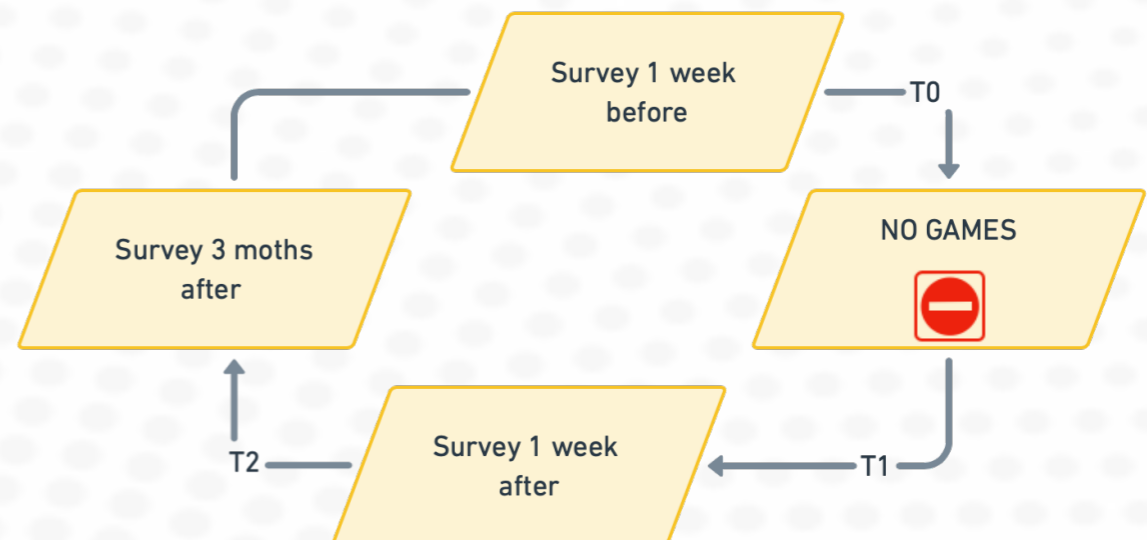 Survey 1 week
before
T0
NO GAMES
Survey 3 moths
after
Survey 1 week
after
T2
T1